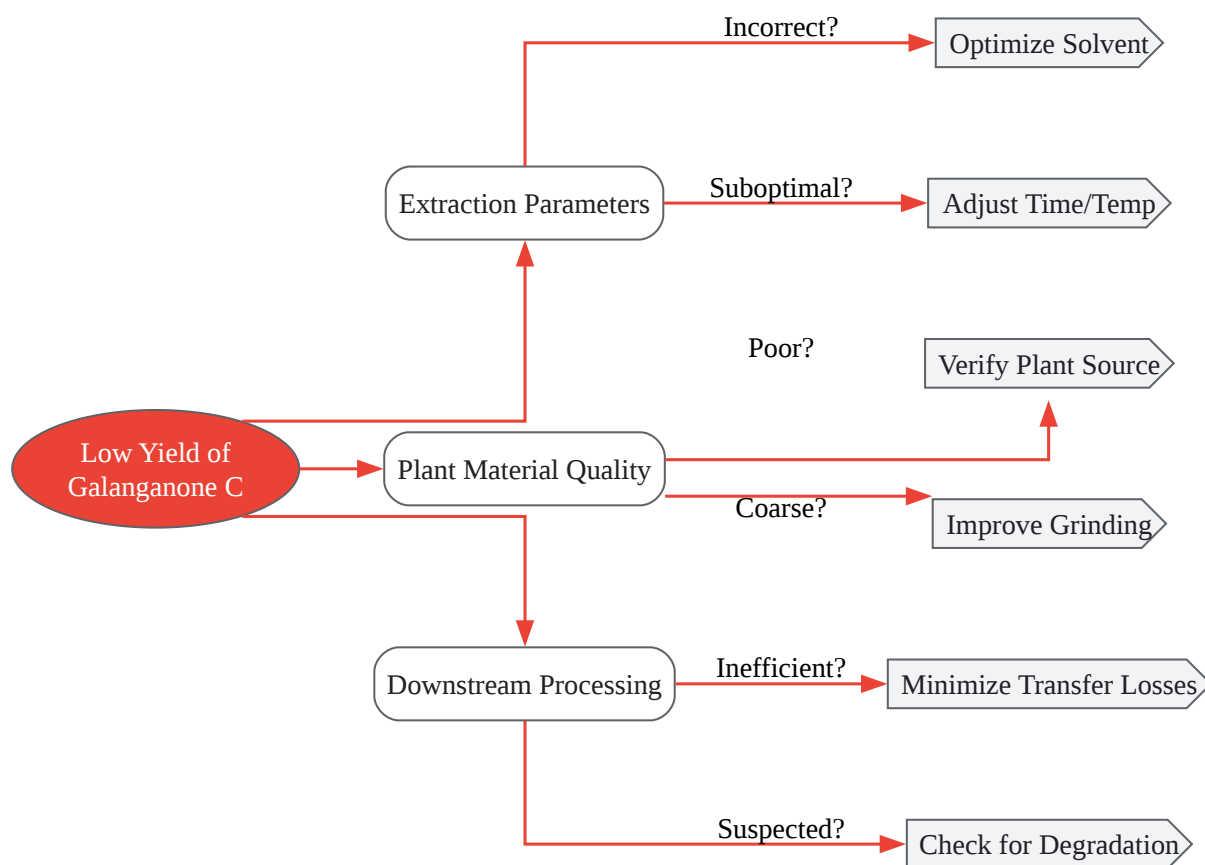 Incorrect?
Optimize Solvent
Extraction Parameters
Suboptimal?
Adjust Time/Temp
Poor?
Verify Plant Source
Low Yield of
Galanganone C
Plant Material Quality
Coarse?
Improve Grinding
Downstream Processing
Inefficient?
Minimize Transfer Losses
Suspected?
Check for Degradation